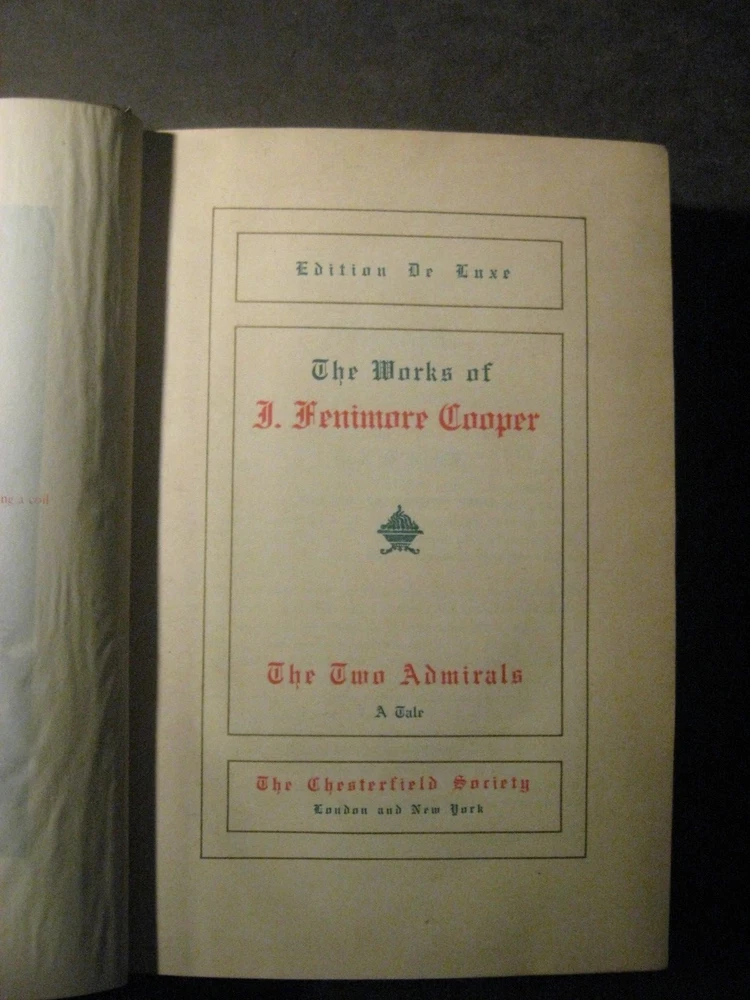 Edition De Luxe
The Works of
J. Fenimore Cooper
The Two Admirals
A Tale
The Chesterfield Society
London and New York